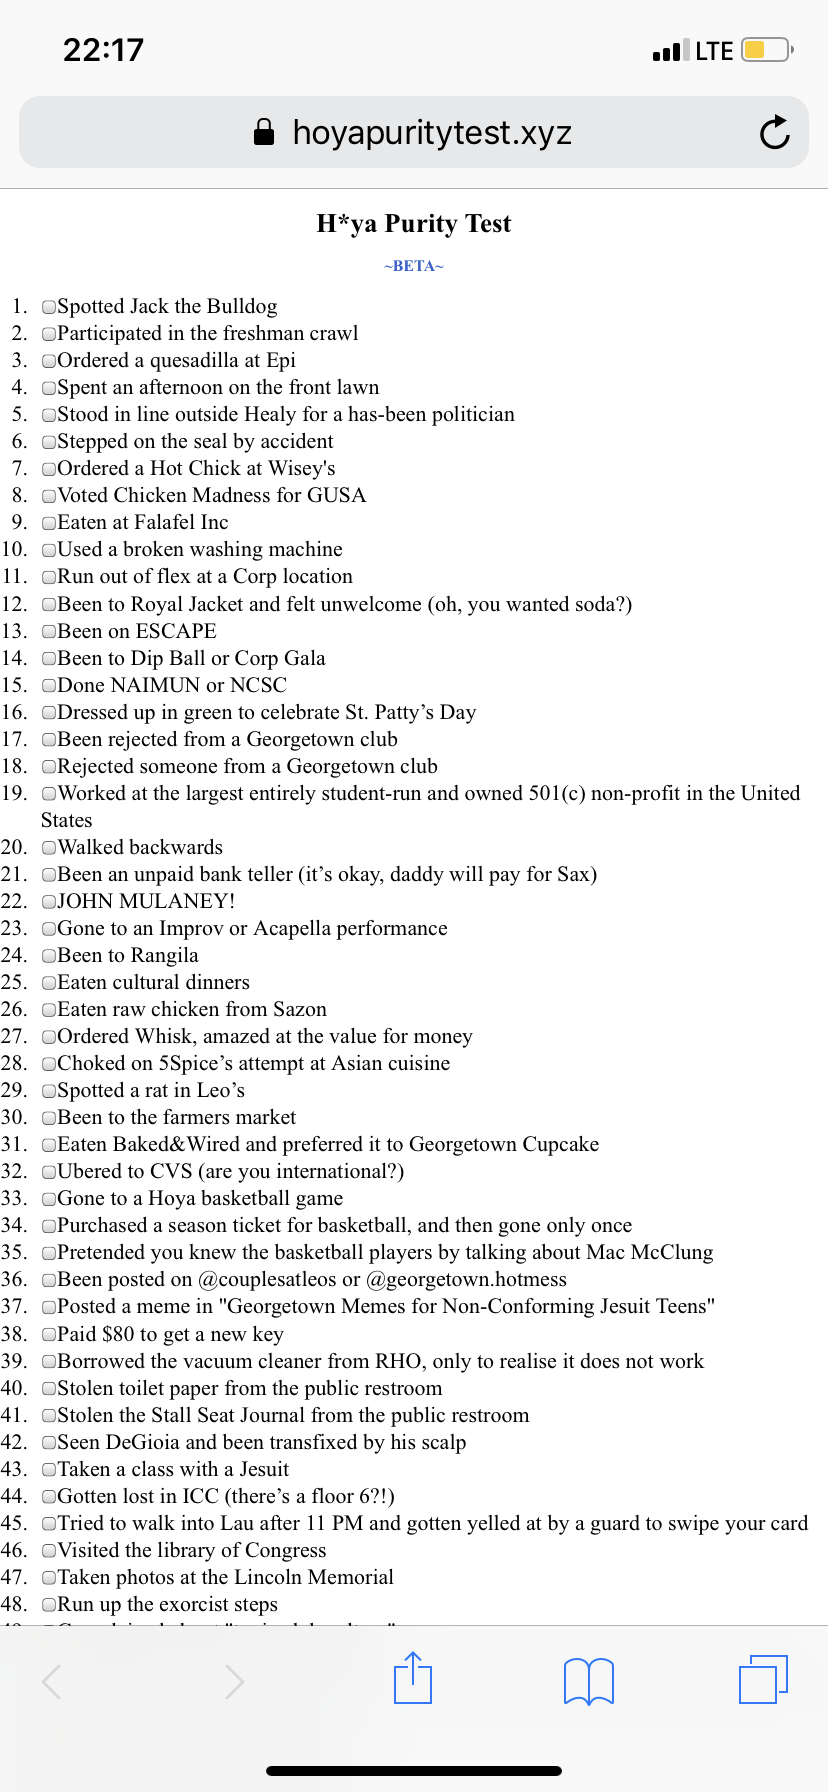 22:17
LTE
hoyapuritytest.xyz
H*ya Purity Test
~BETA~
1. Spotted Jack the Bulldog
2. Participated in the freshman crawl
3. Ordered a quesadilla at Epi
4. Spent an afternoon on the front lawn
5. Stood in line outside Healy for a has-been politician
6. Stepped on the seal by accident
7. Ordered a Hot Chick at Wisey's
8. Voted Chicken Madness for GUSA
9. Eaten at Falafel Inc
10. Used a broken washing machine
11. Run out of flex at a Corp location
12. Been to Royal Jacket and felt unwelcome (oh, you wanted soda?)
13. Been on ESCAPE
14. Been to Dip Ball or Corp Gala
15. Done NAIMUN or NCSC
16. Dressed up in green to celebrate St. Patty’s Day
17. Been rejected from a Georgetown club
18. Rejected someone from a Georgetown club
19. Worked at the largest entirely student-run and owned 501(c) non-profit in the United
States
20. Walked backwards
21. Been an unpaid bank teller (it’s okay, daddy will pay for Sax)
22. JOHN MULANEY!
23. Gone to an Improv or Acapella performance
24. Been to Rangila
25. Eaten cultural dinners
26. Eaten raw chicken from Sazon
27. Ordered Whisk, amazed at the value for money
28. Choked on 5Spice’s attempt at Asian cuisine
29. Spotted a rat in Leo’s
30. Been to the farmers market
31. Eaten Baked&Wired and preferred it to Georgetown Cupcake
32. Ubered to CVS (are you international?)
33. Gone to a Hoya basketball game
34. Purchased a season ticket for basketball, and then gone only once
35. Pretended you knew the basketball players by talking about Mac McClung
36. Been posted on @couplesatleos or @georgetown.hotmess
37. Posted a meme in "Georgetown Memes for Non-Conforming Jesuit Teens"
38. Paid $80 to get a new key
39. Borrowed the vacuum cleaner from RHO, only to realise it does not work
40. Stolen toilet paper from the public restroom
41. Stolen the Stall Seat Journal from the public restroom
42. Seen DeGioia and been transfixed by his scalp
43. Taken a class with a Jesuit
44. Gotten lost in ICC (there’s a floor 6?!)
45. Tried to walk into Lau after 11 PM and gotten yelled at by a guard to swipe your card
46. Visited the library of Congress
47. Taken photos at the Lincoln Memorial
48. Run up the exorcist steps